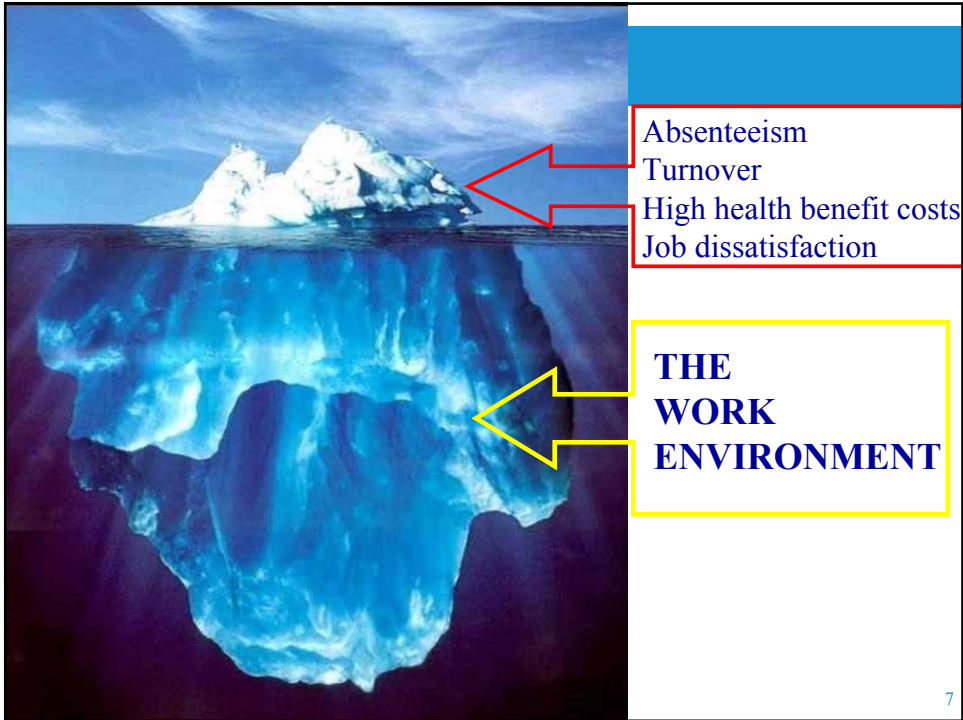 Absenteeism
Turnover
High health benefit costs
Job dissatisfaction
THE
WORK
ENVIRONMENT
7